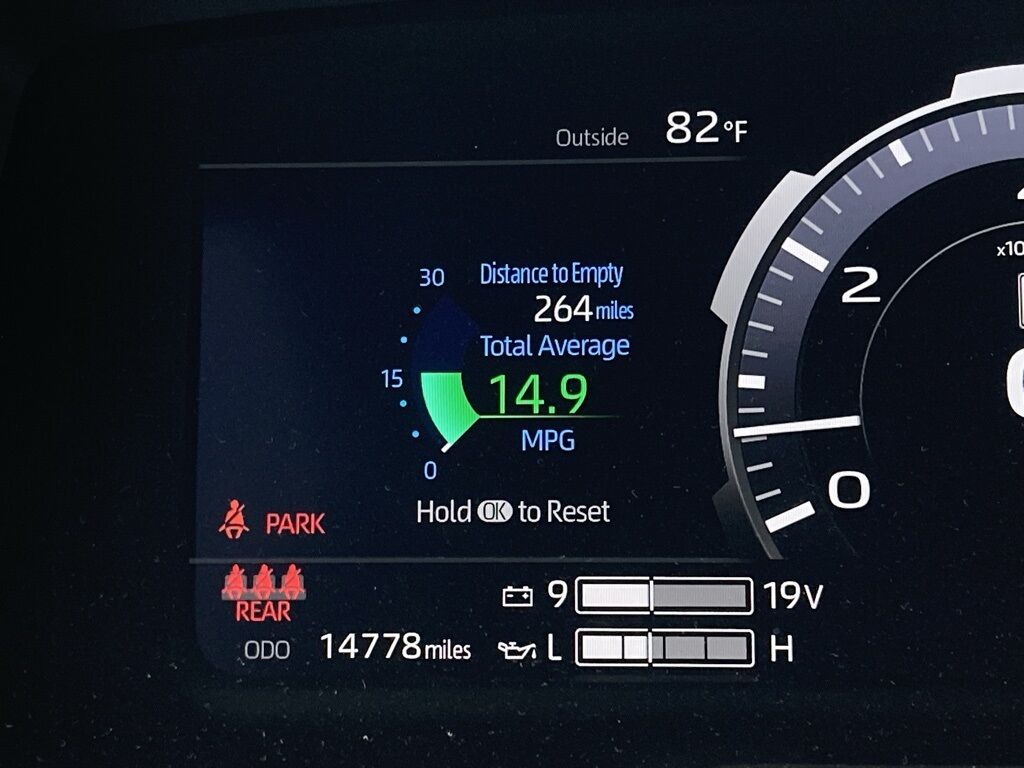 Outside 82°F
30
Distance to Empty
264 miles
Total Average
15
14.9
MPG
0
Hold OK to Reset
PARK
REAR
ODO 14778 miles
9 19V
L H
x10
2
0